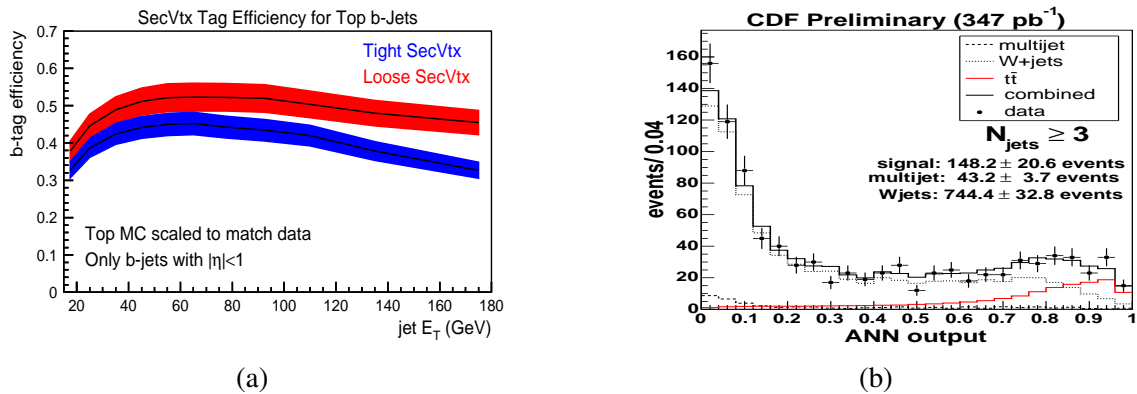 SecVtx Tag Efficiency for Top b-Jets
b-tag efficiency
0.7
0.6
0.5
0.4
0.3
0.2
0.1
0
Tight SecVtx
Loose SecVtx
Top MC scaled to match data
Only b-jets with |η|<1
20 40 60 80 100 120 140 160 180
jet E_T (GeV)
(a)
CDF Preliminary (347 pb⁻¹)
events/ 0.04
160
140
120
100
80
60
40
20
0
multijet
W+jets
tt̄
combined
data
N_jets ≥ 3
signal: 148.2 ± 20.6 events
multijet: 43.2 ± 3.7 events
Wjets: 744.4 ± 32.8 events
0 0.1 0.2 0.3 0.4 0.5 0.6 0.7 0.8 0.9 1
ANN output
(b)